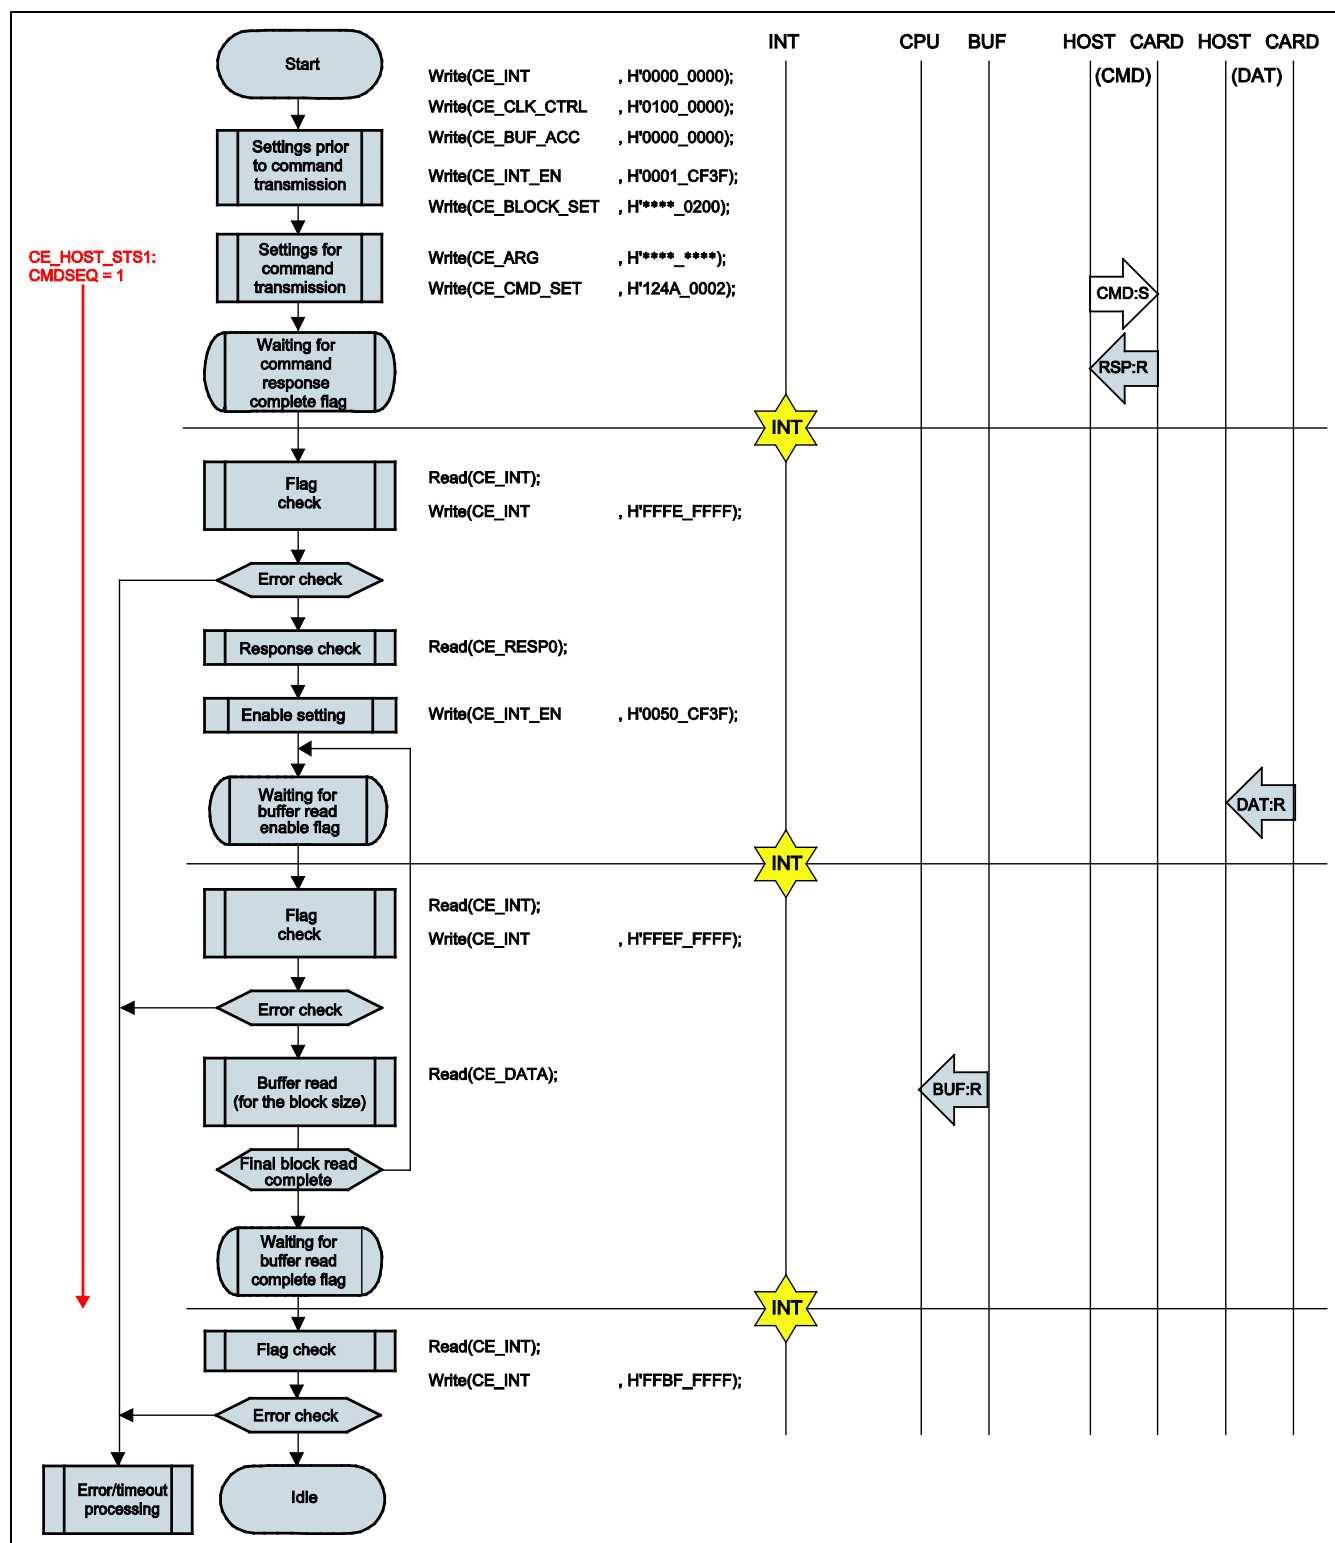 INT CPU BUF HOST CARD HOST CARD
(CMD) (DAT)
Start
Write(CE_INT , H'0000_0000);
Write(CE_CLK_CTRL , H'0100_0000);
Write(CE_BUF_ACC , H'0000_0000);
Settings prior
to command
transmission
Write(CE_INT_EN , H'0001_CF3F);
Write(CE_BLOCK_SET , H'****_0200);
CE_HOST_STS1:
CMDSEQ = 1
Settings for
command
transmission
Write(CE_ARG , H'****_****);
Write(CE_CMD_SET , H'124A_0002);
CMD:S
Waiting for
command
response
complete flag
RSP:R
INT
Flag
check
Read(CE_INT);
Write(CE_INT , H'FFFE_FFFF);
Error check
Response check
Read(CE_RESP0);
Enable setting
Write(CE_INT_EN , H'0050_CF3F);
Waiting for
buffer read
enable flag
DAT:R
INT
Flag
check
Read(CE_INT);
Write(CE_INT , H'FFEF_FFFF);
Error check
Buffer read
(for the block size)
Read(CE_DATA);
BUF:R
Final block read
complete
Waiting for
buffer read
complete flag
INT
Flag check
Read(CE_INT);
Write(CE_INT , H'FFBF_FFFF);
Error check
Error/timeout
processing
Idle